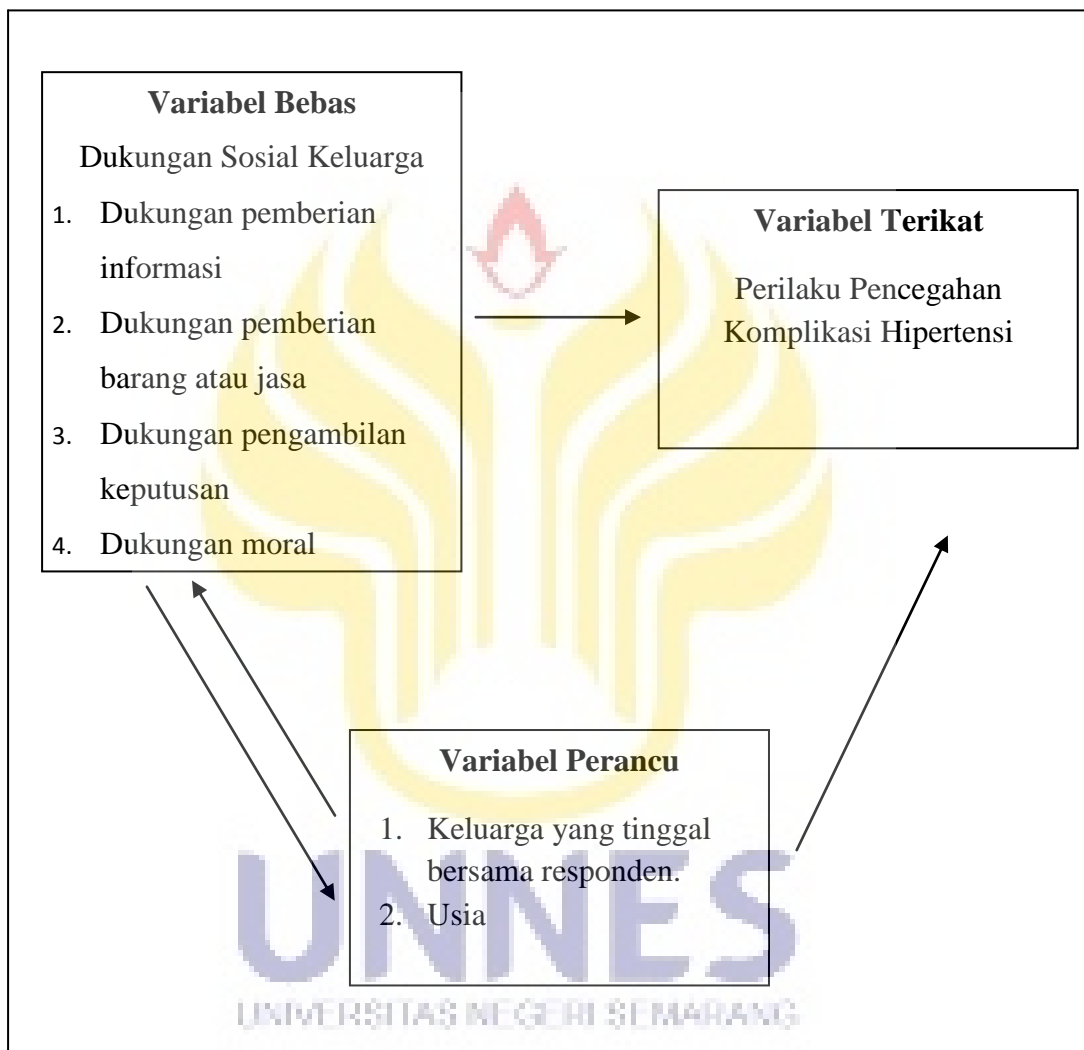 Variabel Bebas
Dukungan Sosial Keluarga
1. Dukungan pemberian
informasi
2. Dukungan pemberian
barang atau jasa
3. Dukungan pengambilan
keputusan
4. Dukungan moral
Variabel Terikat
Perilaku Pencegahan
Komplikasi Hipertensi
Variabel Perancu
1. Keluarga yang tinggal
bersama responden.
2. Usia
UNNES
UNIVERSITAS NEGERI SEMARANG